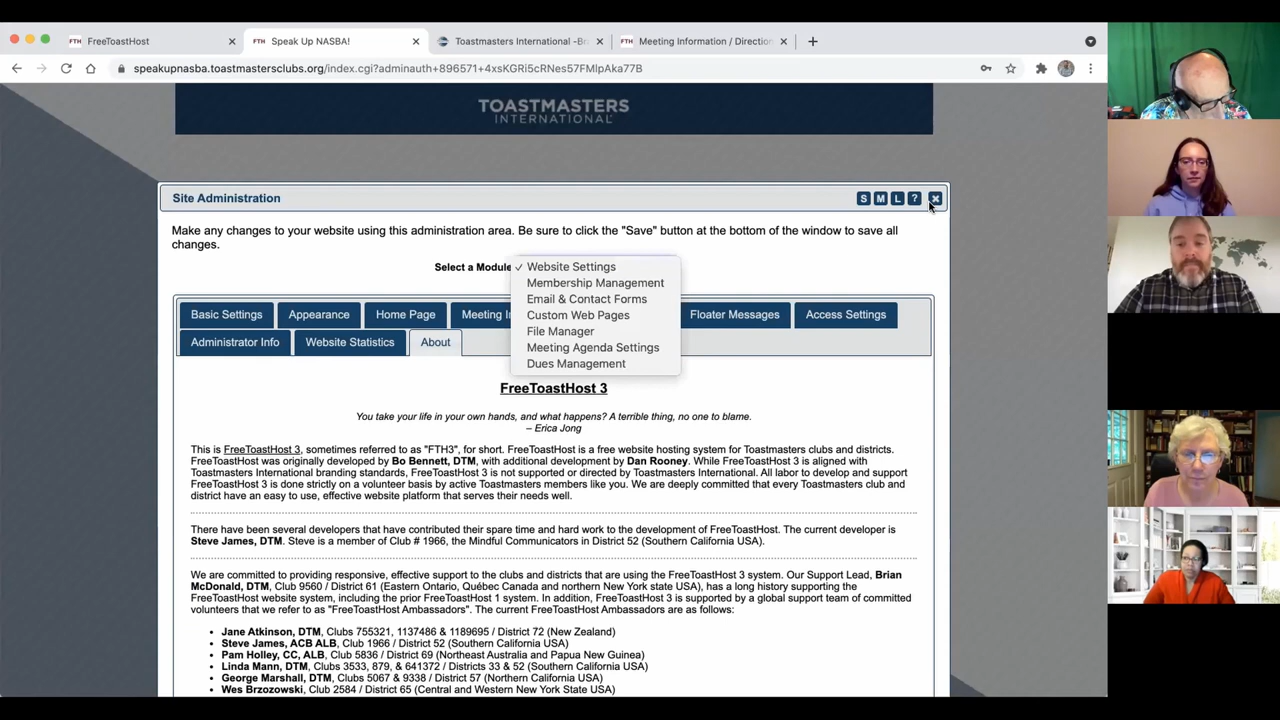 FTH FreeToastHost
FTH Speak Up NASBA!
Toastmasters International -Br
FTH Meeting Information / Direction
speakupnasba.toastmastersclubs.org/index.cgi?adminauth+896571+4xsKGRi5cRNes57FMlpAka77B
TOASTMASTERS
INTERNATIONAL
Site Administration
S M L ?
Make any changes to your website using this administration area. Be sure to click the "Save" button at the bottom of the window to save all
changes.
Select a Module
✓ Website Settings
Membership Management
Email & Contact Forms
Custom Web Pages
File Manager
Meeting Agenda Settings
Dues Management
Basic Settings Appearance Home Page Meeting In Floater Messages Access Settings
Administrator Info Website Statistics About
FreeToastHost 3
You take your life in your own hands, and what happens? A terrible thing, no one to blame.
– Erica Jong
This is FreeToastHost 3, sometimes referred to as "FTH3", for short. FreeToastHost is a free website hosting system for Toastmasters clubs and districts.
FreeToastHost was originally developed by Bo Bennett, DTM, with additional development by Dan Rooney. While FreeToastHost 3 is aligned with
Toastmasters International branding standards, FreeToastHost 3 is not supported or directed by Toastmasters International. All labor to develop and support
FreeToastHost 3 is done strictly on a volunteer basis by active Toastmasters members like you. We are deeply committed that every Toastmasters club and
district have an easy to use, effective website platform that serves their needs well.
There have been several developers that have contributed their spare time and hard work to the development of FreeToastHost. The current developer is
Steve James, DTM. Steve is a member of Club # 1966, the Mindful Communicators in District 52 (Southern California USA).
We are committed to providing responsive, effective support to the clubs and districts that are using the FreeToastHost 3 system. Our Support Lead, Brian
McDonald, DTM, Club 9560 / District 61 (Eastern Ontario, Québec Canada and northern New York state USA), has a long history supporting the
FreeToastHost website system, including the prior FreeToastHost 1 system. In addition, FreeToastHost 3 is supported by a global support team of committed
volunteers that we refer to as "FreeToastHost Ambassadors". The current FreeToastHost Ambassadors are as follows:
• Jane Atkinson, DTM, Clubs 755321, 1137486 & 1189695 / District 72 (New Zealand)
• Steve James, ACB ALB, Club 1966 / District 52 (Southern California USA)
• Pam Holley, CC, ALB, Club 5836 / District 69 (Northeast Australia and Papua New Guinea)
• Linda Mann, DTM, Clubs 3533, 879, & 641372 / Districts 33 & 52 (Southern California USA)
• George Marshall, DTM, Clubs 5067 & 9338 / District 57 (Northern California USA)
• Wes Brzozowski, Club 2584 / District 65 (Central and Western New York State USA)